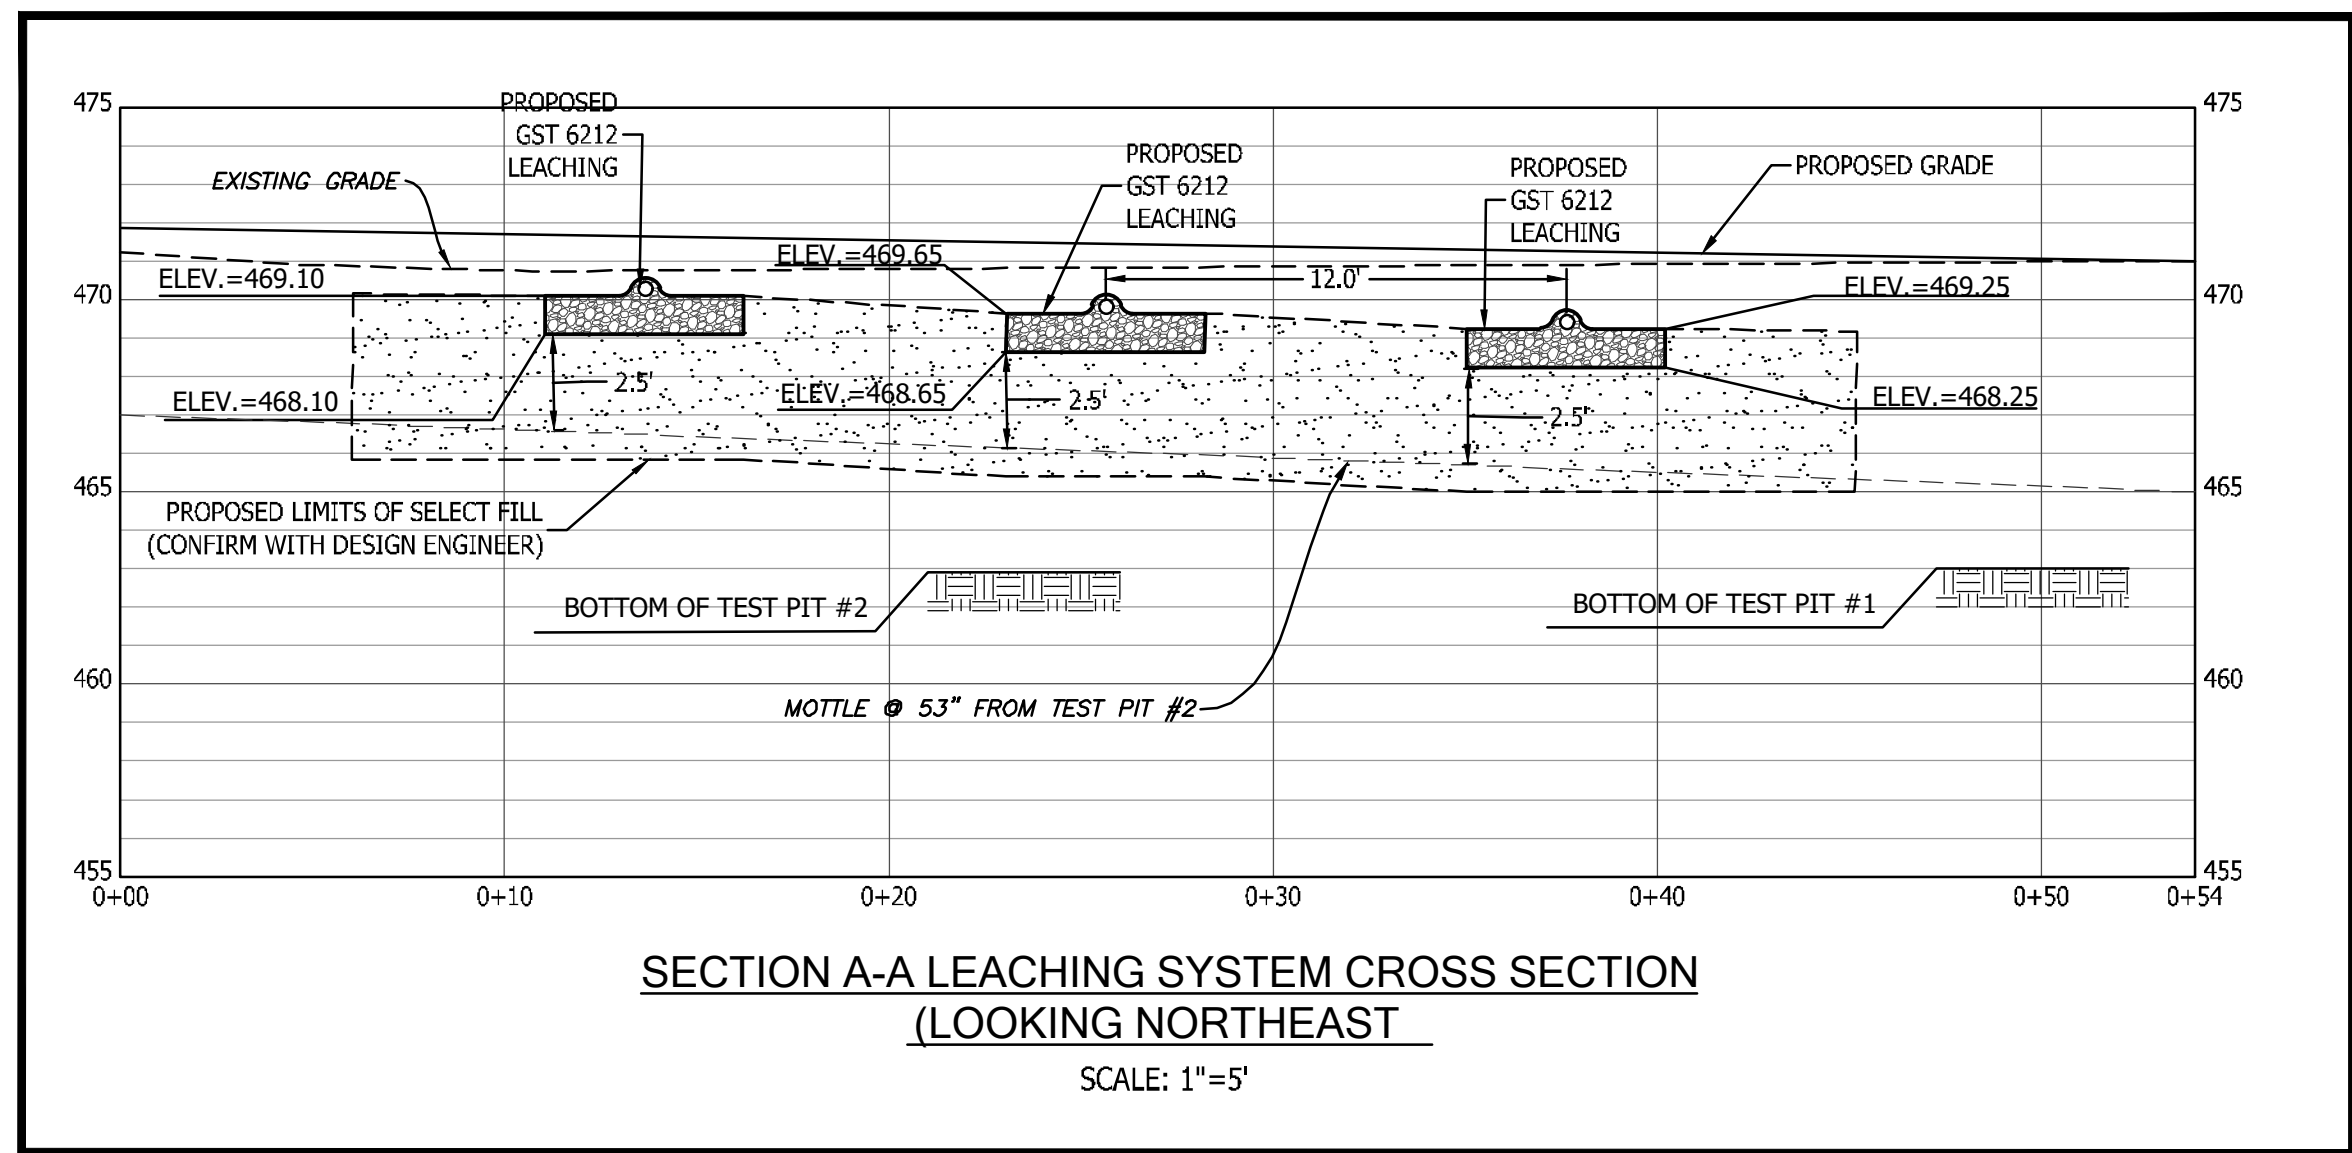 475
475
PROPOSED
GST 6212
LEACHING
PROPOSED
GST 6212
LEACHING
PROPOSED
GST 6212
LEACHING
PROPOSED GRADE
EXISTING GRADE
ELEV.=469.65
ELEV.=469.10
12.0'
ELEV.=469.25
470
470
2.5'
ELEV.=468.10
ELEV.=468.65
2.5'
ELEV.=468.25
2.5'
465
465
PROPOSED LIMITS OF SELECT FILL
(CONFIRM WITH DESIGN ENGINEER)
BOTTOM OF TEST PIT #2
BOTTOM OF TEST PIT #1
460
460
MOTTLE @ 53" FROM TEST PIT #2
455
455
0+00
0+10
0+20
0+30
0+40
0+50
0+54
SECTION A-A LEACHING SYSTEM CROSS SECTION
(LOOKING NORTHEAST
SCALE: 1"=5'